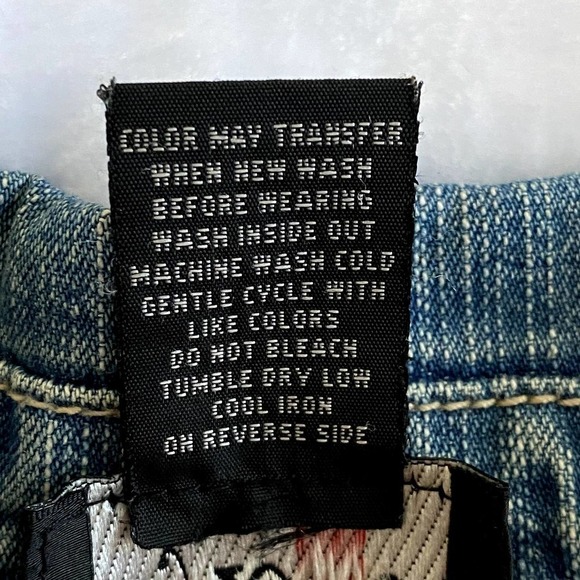 COLOR MAY TRANSFER
WHEN NEW WASH
BEFORE WEARING
WASH INSIDE OUT
MACHINE WASH COLD
GENTLE CYCLE WITH
LIKE COLORS
DO NOT BLEACH
TUMBLE DRY LOW
COOL IRON
ON REVERSE SIDE